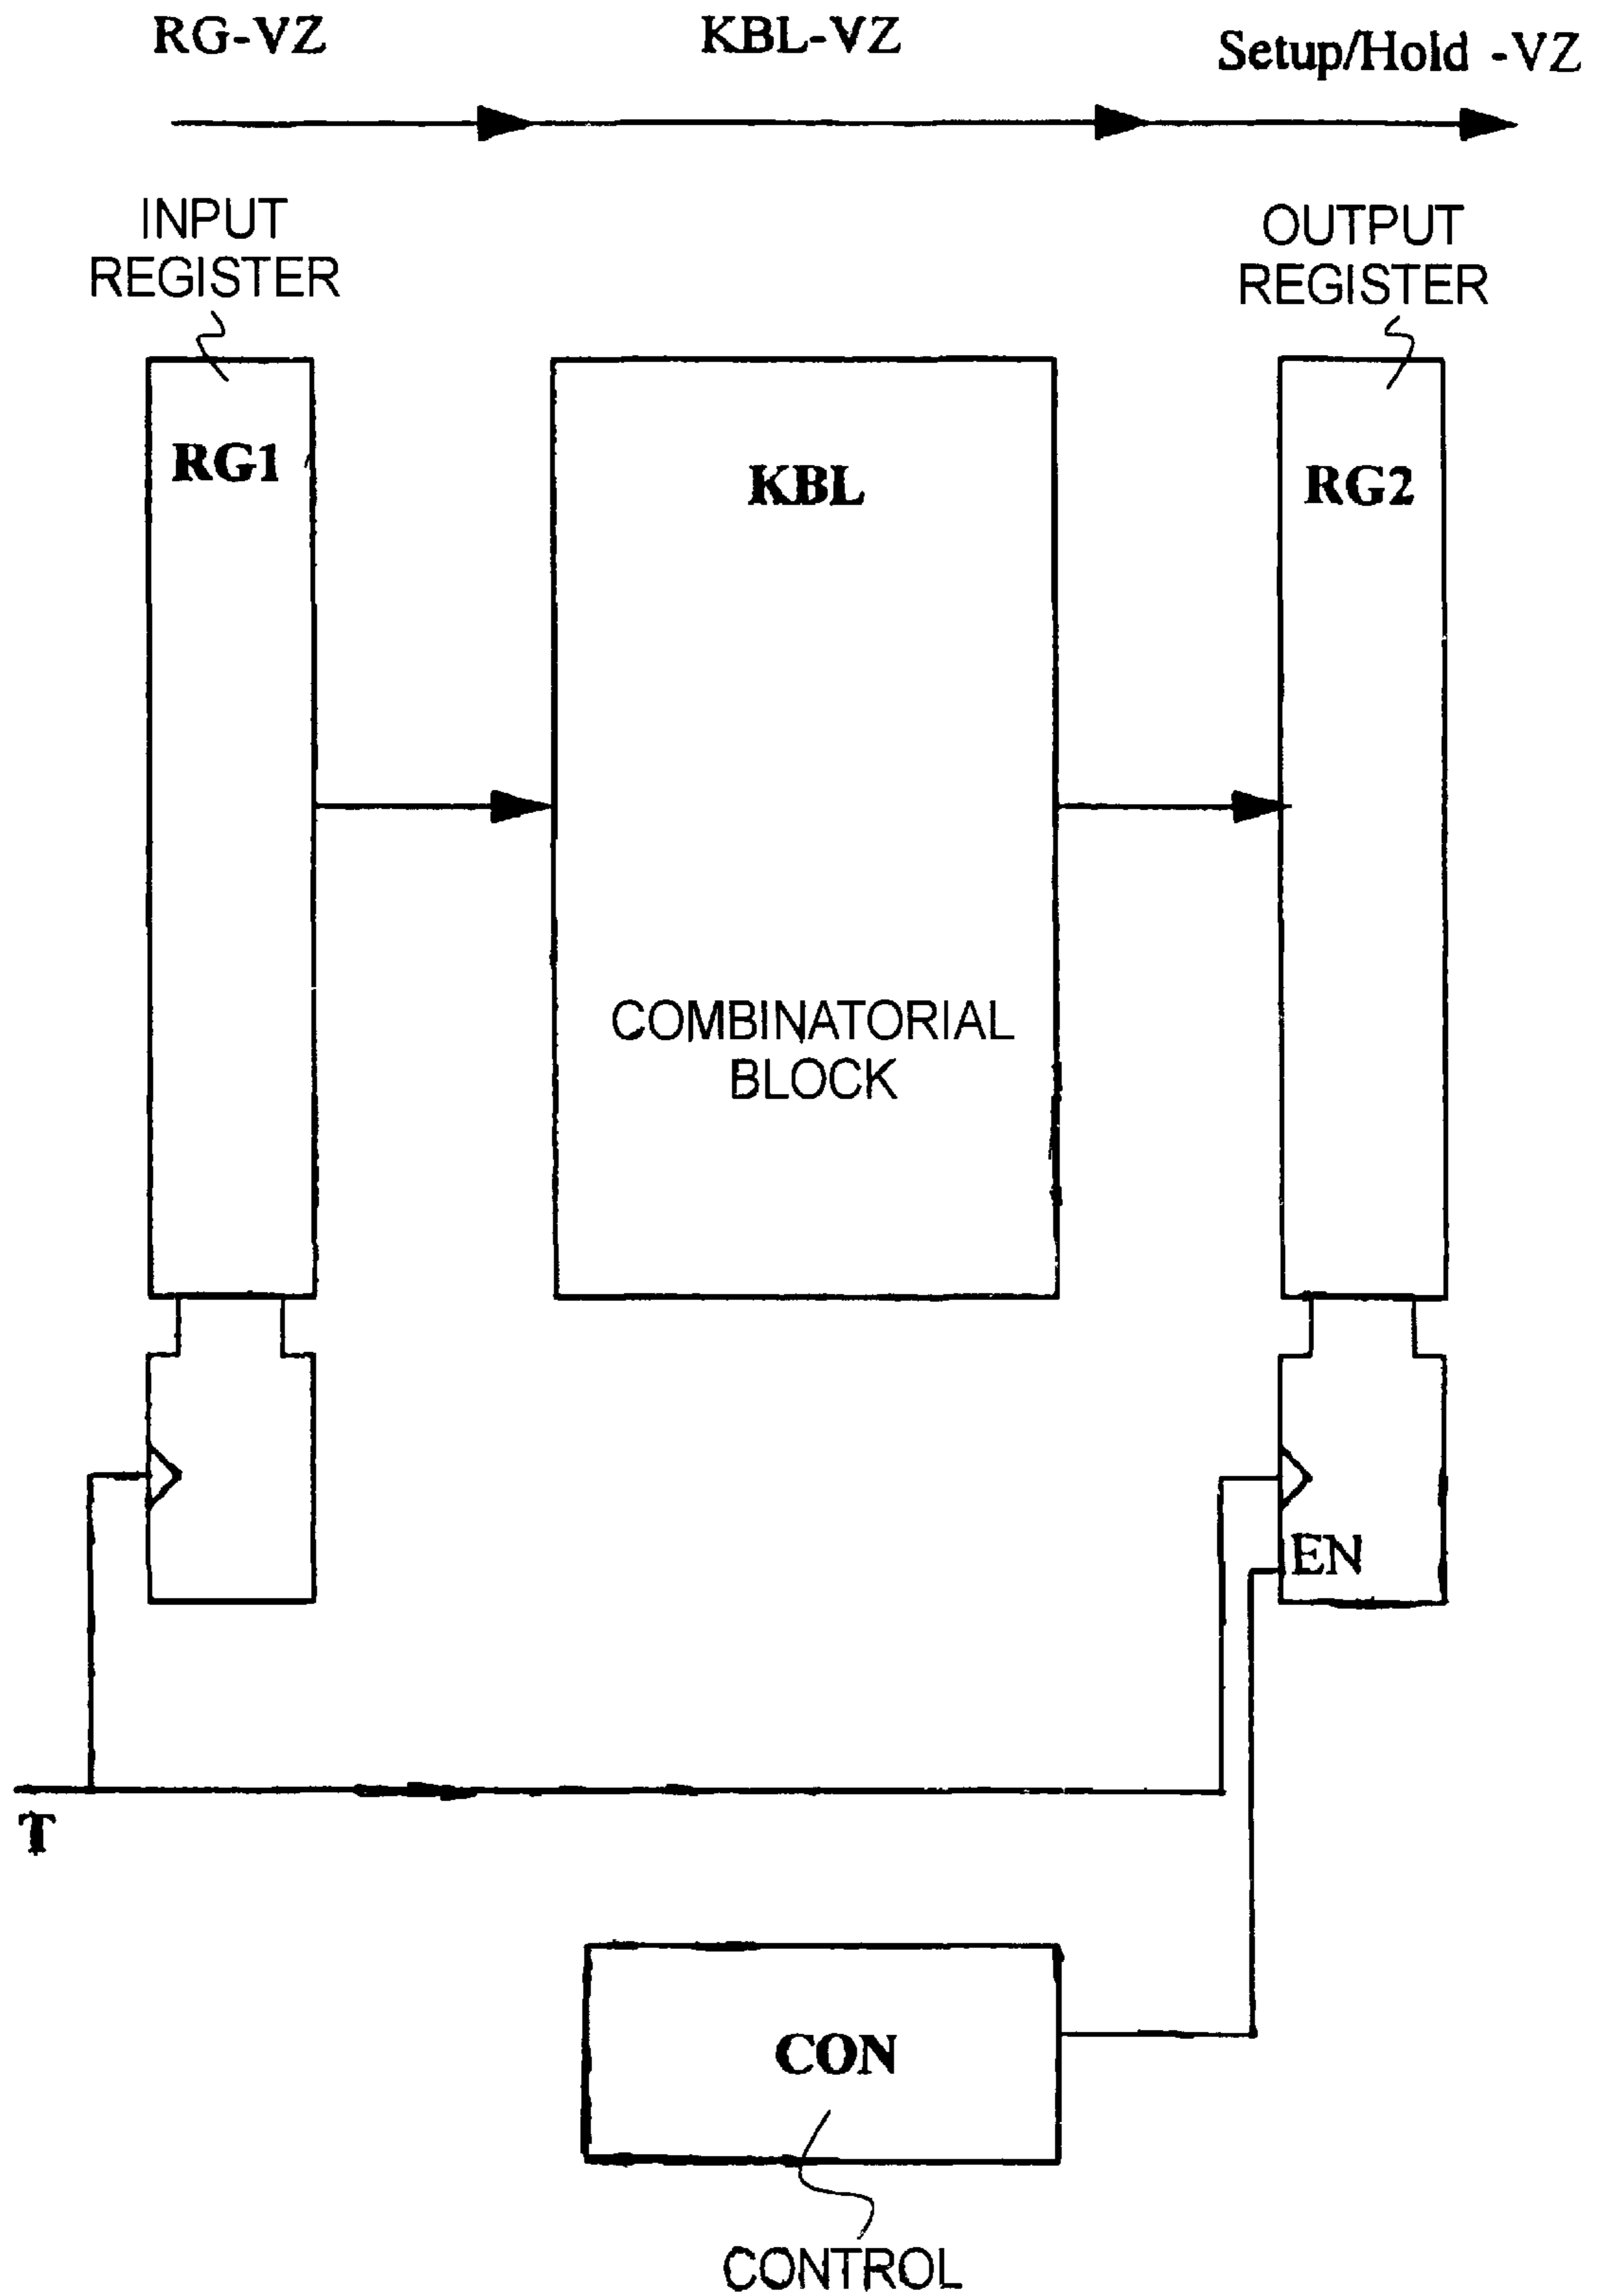 RG-VZ
KBL-VZ
Setup/Hold -VZ
INPUT
REGISTER
OUTPUT
REGISTER
RG1
KBL
RG2
COMBINATORIAL
BLOCK
EN
T
CON
CONTROL